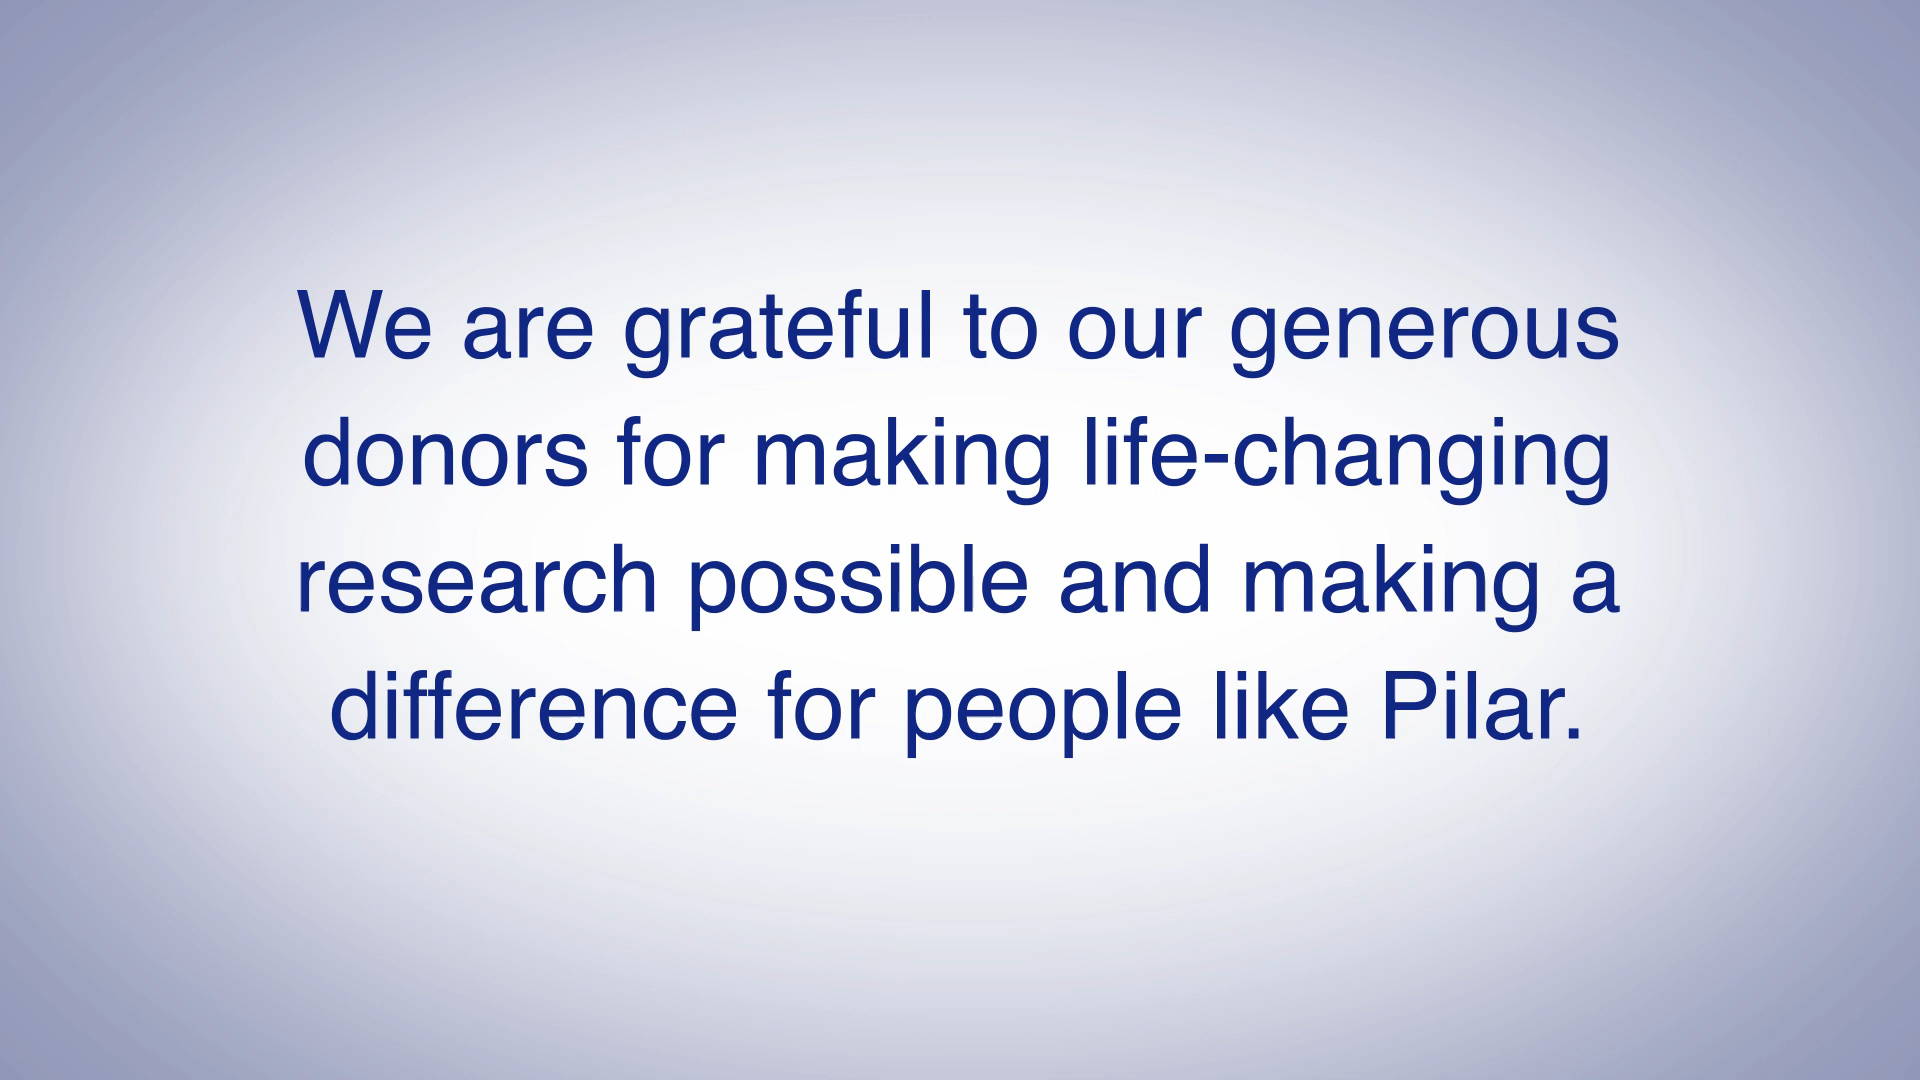 We are grateful to our generous
donors for making life-changing
research possible and making a
difference for people like Pilar.